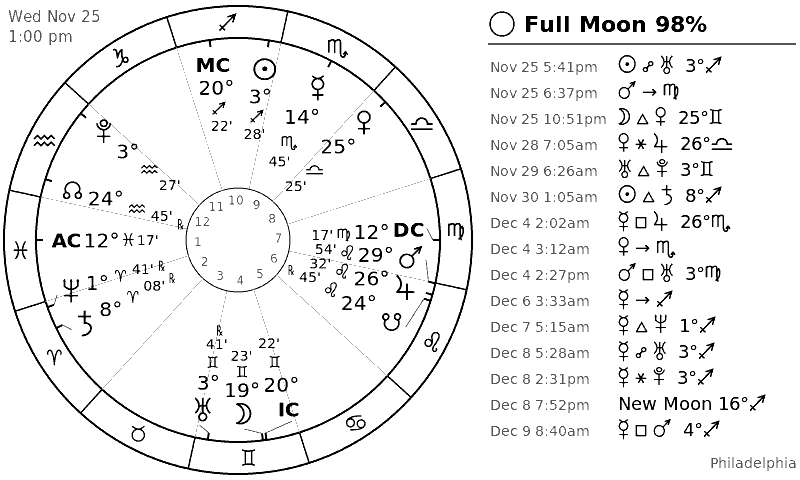 Wed Nov 25
1:00 pm
○ Full Moon 98%
Nov 25 5:41pm ☉ ☍ ♅ 3°♐
Nov 25 6:37pm ♂ → ♍
Nov 25 10:51pm ☽ △ ♀ 25°♊
Nov 28 7:05am ♀ ⚹ ♃ 26°♎
Nov 29 6:26am ♅ △ ♇ 3°♊
Nov 30 1:05am ☉ △ ♄ 8°♐
Dec 4 2:02am ☿ □ ♃ 26°♏
Dec 4 3:12am ♀ → ♏
Dec 4 2:27pm ♂ □ ♅ 3°♍
Dec 6 3:33am ☿ → ♐
Dec 7 5:15am ☿ △ ♆ 1°♐
Dec 8 5:28am ☿ ☍ ♅ 3°♐
Dec 8 2:31pm ☿ ⚹ ♇ 3°♐
Dec 8 7:52pm New Moon 16°♐
Dec 9 8:40am ☿ □ ♂ 4°♐
Philadelphia
♐
♑
♏
♒
♎
♓
♍
♈
♌
♉
♋
♊
MC 20° ♐ 22'
☉ 3° ♐ 28'
☿ 14° ♏ 45'
♀ 25° ♎ 25'
♇ 3° ♒ 27'
☊ 24° ♒ 45' ℞
AC 12° ♓ 17'
♆ 1° ♈ 41' ℞
♄ 8° ♈ 08' ℞
17' ♍ 12° DC
54' ♌ 29° ♂
32' ♌ 26° ♃
℞ 45' ♌ 24° ☋
℞ 41' ♊ 3° ♅
23' ♊ 19° ☽
22' ♊ 20° IC
1
2
3
4
5
6
7
8
9
10
11
12